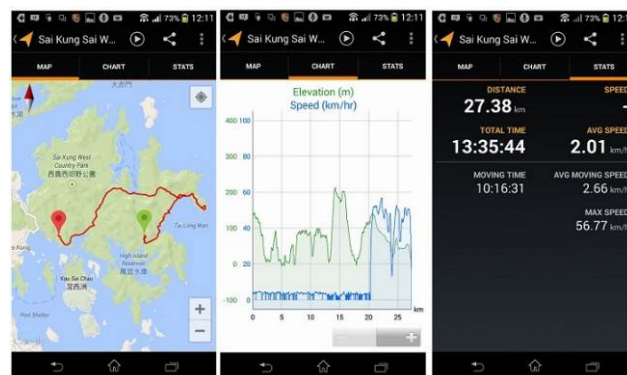 73% 12:11
Sai Kung Sai W...
MAP CHART STATS
大赤門
Sai Kung West
Country Park
西貢西郊野公園
Tai Long Wan
High Island
Reservoir
萬宜水庫
Kau Sai Chau
滘西洲
Port Shelter
+
−
73% 12:11
Sai Kung Sai W...
MAP CHART STATS
Elevation (m)
Speed (km/hr)
400 100
300 80
200 60
100 40
0 20
-100 0
0 5 10 15 20 25
km
+
73% 12:11
Sai Kung Sai W...
MAP CHART STATS
DISTANCE SPEED
27.38 km -
TOTAL TIME AVG SPEED
13:35:44 2.01 km/h
MOVING TIME AVG MOVING SPEED
10:16:31 2.66 km/h
MAX SPEED
56.77 km/h